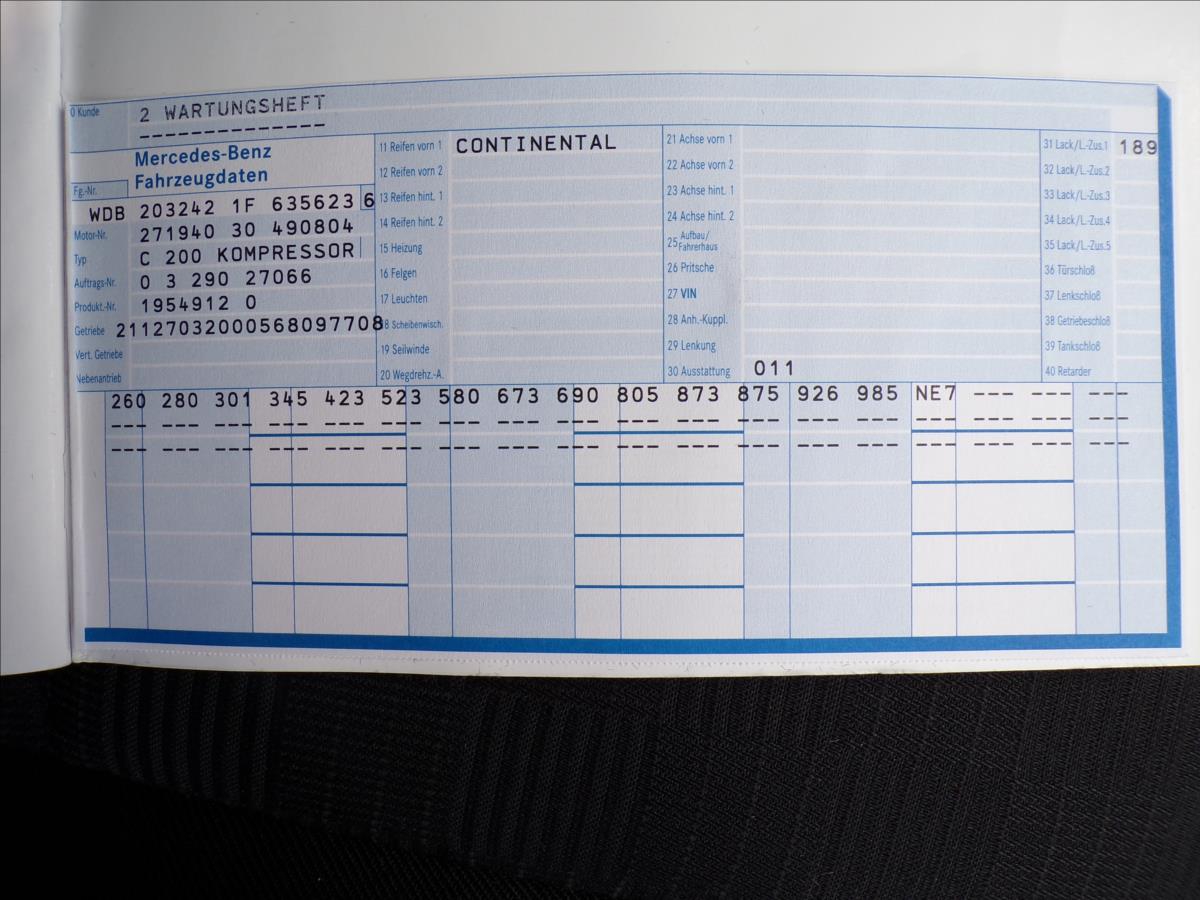 0 Kunde 2 WARTUNGSHEFT
-------------
Mercedes-Benz
Fahrzeugdaten
Fg.-Nr. WDB 203242 1F 635623 6
Motor-Nr. 271940 30 490804
Typ C 200 KOMPRESSOR
Auftrags-Nr. 0 3 290 27066
Produkt.-Nr. 1954912 0
Getriebe 21127032000568097708
Vert. Getriebe
Nebenantrieb
11 Reifen vorn 1 CONTINENTAL
12 Reifen vorn 2
13 Reifen hint. 1
14 Reifen hint. 2
15 Heizung
16 Felgen
17 Leuchten
18 Scheibenwisch.
19 Seilwinde
20 Wegdrehz.-A.
21 Achse vorn 1
22 Achse vorn 2
23 Achse hint. 1
24 Achse hint. 2
25 Aufbau/
Fahrerhaus
26 Pritsche
27 VIN
28 Anh.-Kuppl.
29 Lenkung
30 Ausstattung 011
31 Lack/L.-Zus.1 189
32 Lack/L.-Zus.2
33 Lack/L.-Zus.3
34 Lack/L.-Zus.4
35 Lack/L.-Zus.5
36 Türschloß
37 Lenkschloß
38 Getriebeschloß
39 Tankschloß
40 Retarder
260 280 301 345 423 523 580 673 690 805 873 875 926 985 NE7 --- --- ---
--- --- --- --- --- --- --- --- --- --- --- --- --- --- --- --- --- ---
--- --- --- --- --- --- --- --- --- --- --- --- --- --- --- --- --- ---